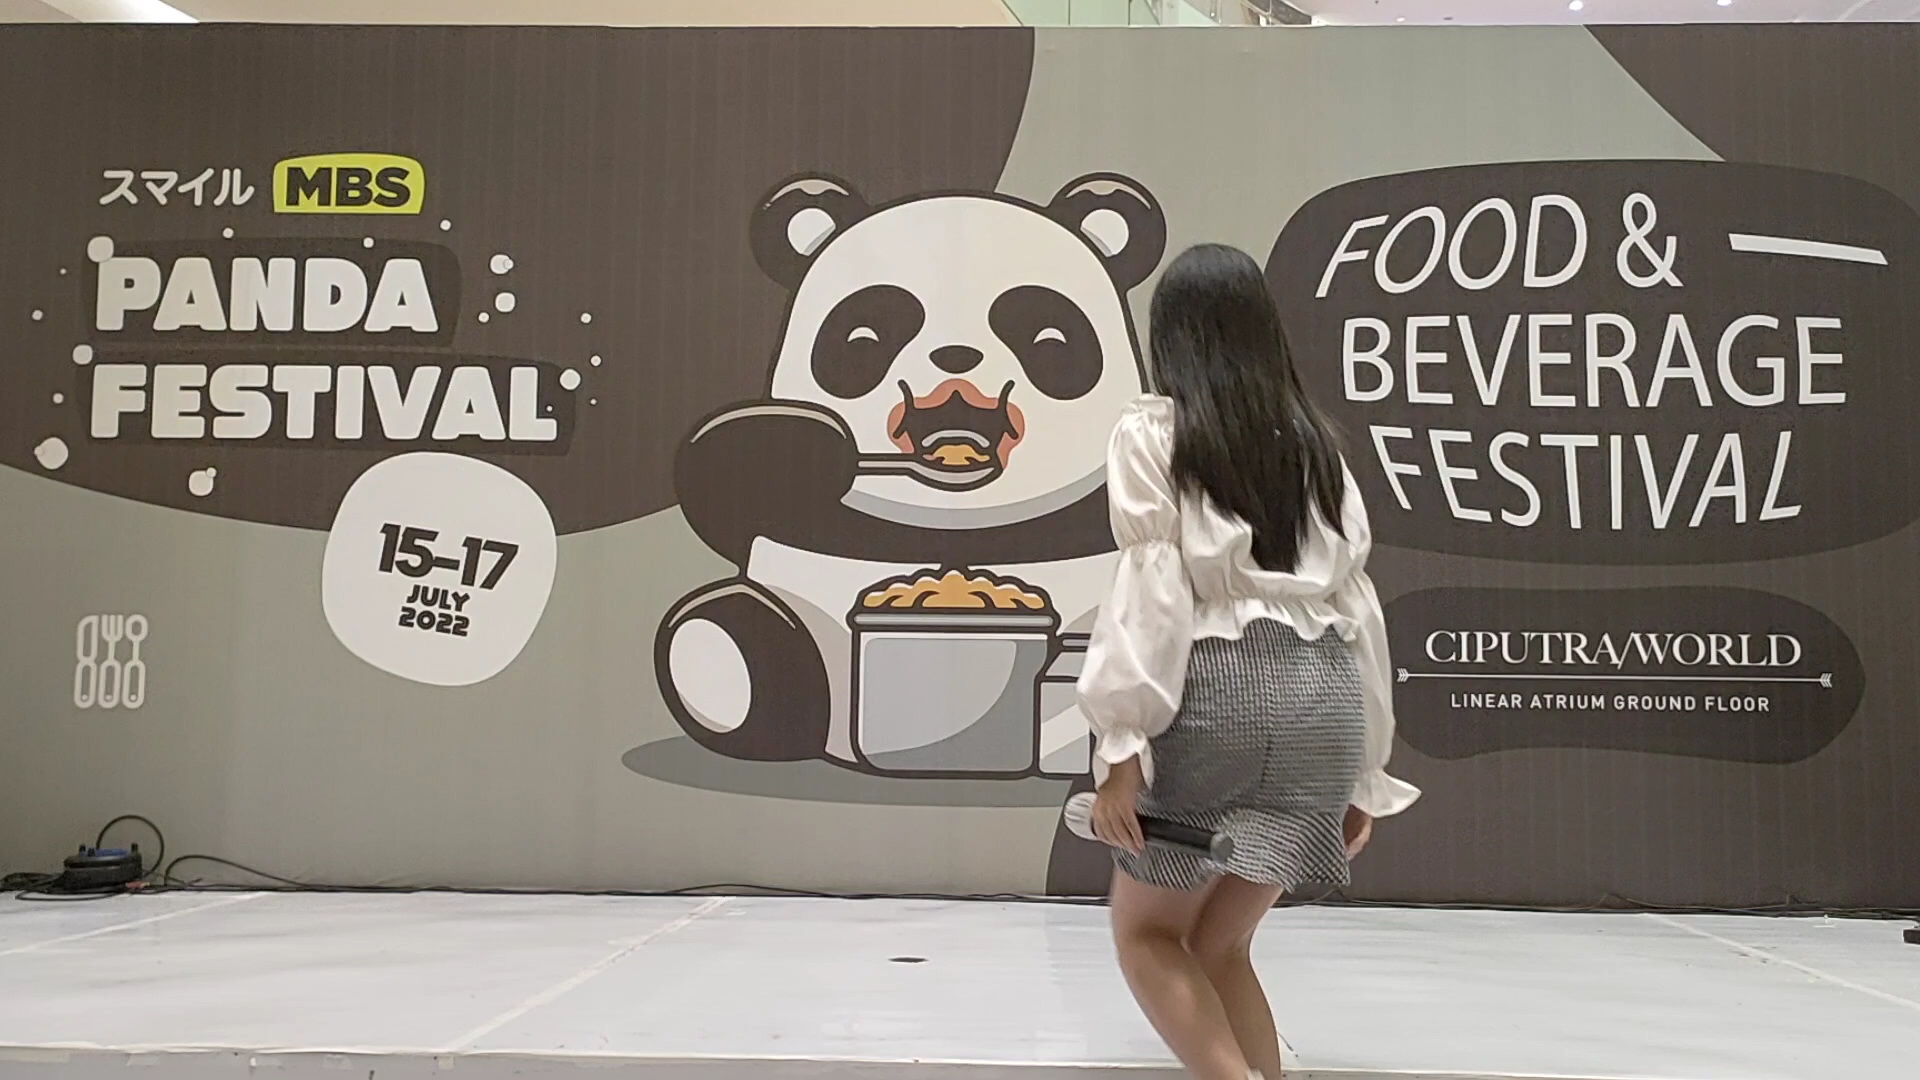 スマイル MBS
PANDA
FESTIVAL
15-17
JULY
2022
FOOD &
BEVERAGE
FESTIVAL
CIPUTRA/WORLD
LINEAR ATRIUM GROUND FLOOR